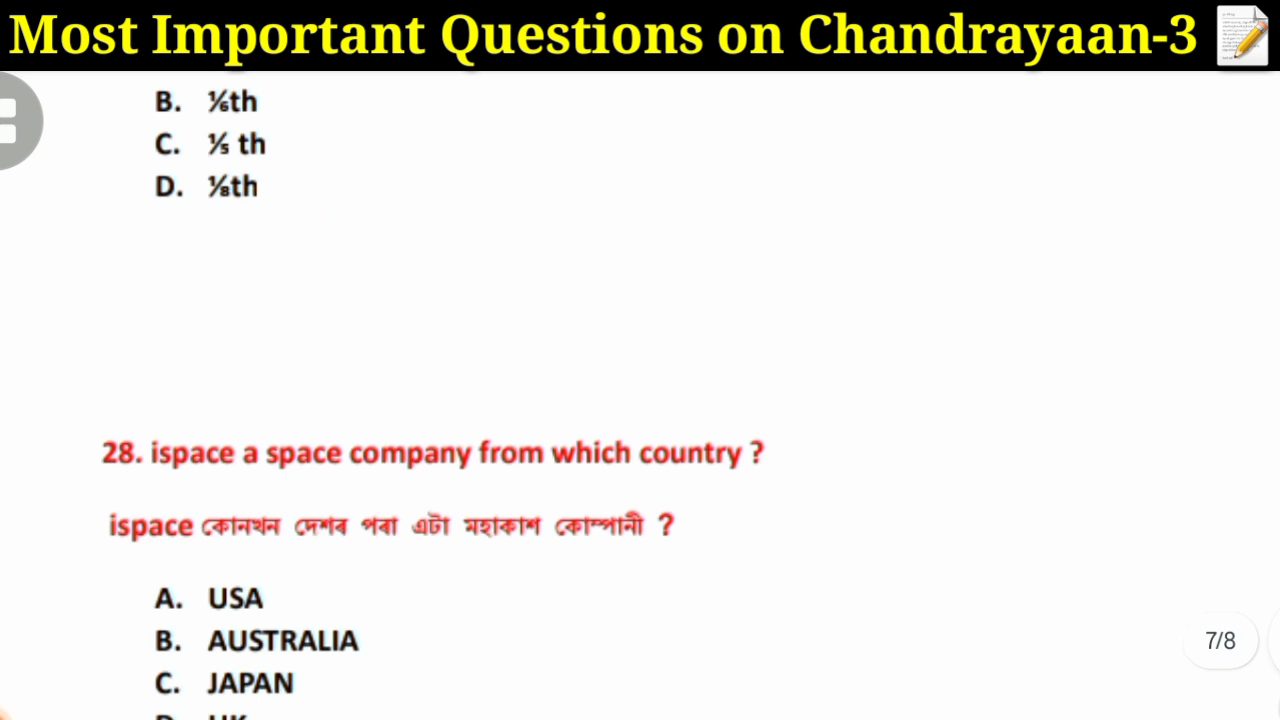 Most Important Questions on Chandrayaan-3
B. ⅙th
C. ⅕ th
D. ⅛th
28. ispace a space company from which country ?
ispace কোনখন দেশৰ পৰা এটা মহাকাশ কোম্পানী ?
A. USA
B. AUSTRALIA
C. JAPAN
D. UK
7/8